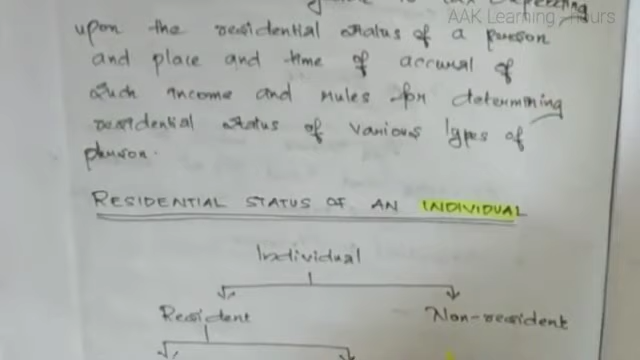 AAK Learning Hours
upon the residential status of a person
and place and time of accural of
such income and rules for determining
residential status of various types of
person.
RESIDENTIAL STATUS OF AN INDIVIDUAL
Individual
Resident Non-resident